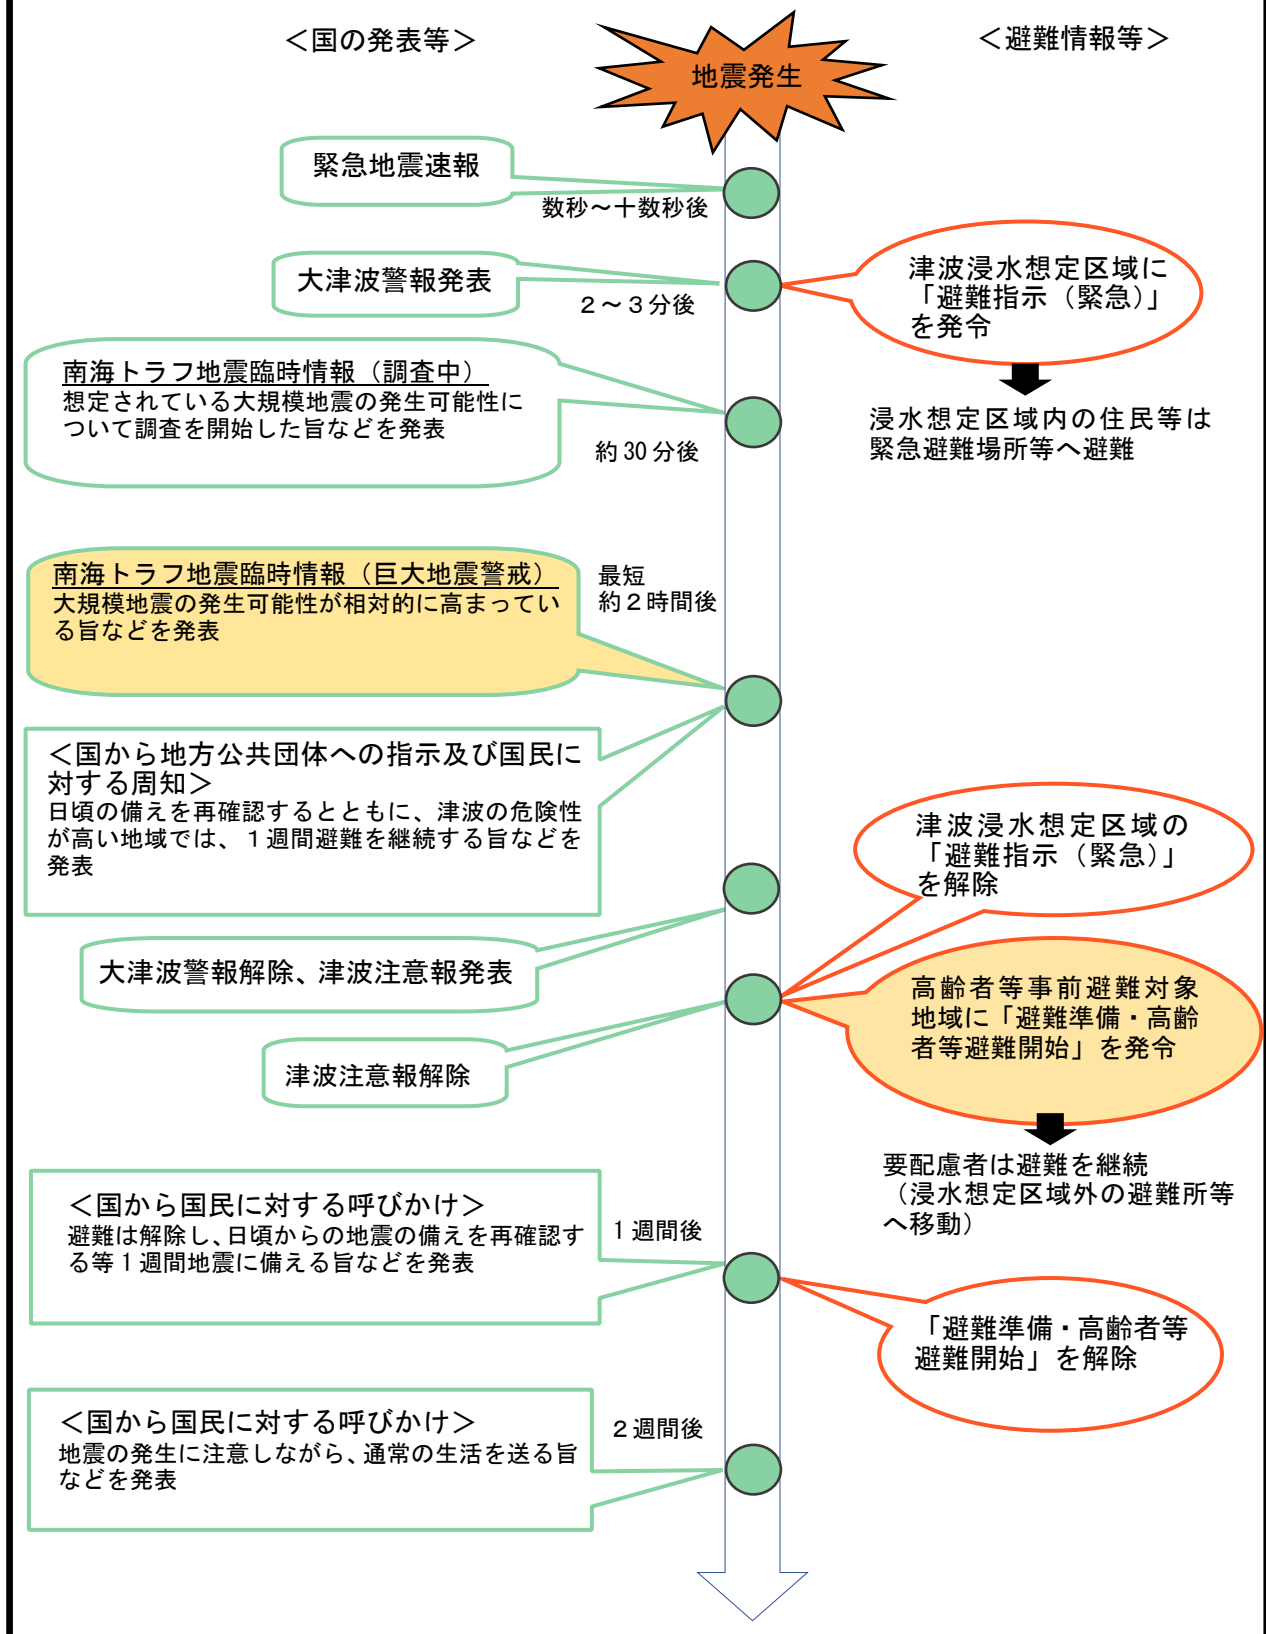 ＜国の発表等＞
地震発生
＜避難情報等＞
緊急地震速報
数秒～十数秒後
大津波警報発表
２～３分後
津波浸水想定区域に
「避難指示（緊急）」
を発令
浸水想定区域内の住民等は
緊急避難場所等へ避難
南海トラフ地震臨時情報（調査中）
想定されている大規模地震の発生可能性に
ついて調査を開始した旨などを発表
約30分後
南海トラフ地震臨時情報（巨大地震警戒）
大規模地震の発生可能性が相対的に高まってい
る旨などを発表
最短
約２時間後
＜国から地方公共団体への指示及び国民に
対する周知＞
日頃の備えを再確認するとともに、津波の危険性
が高い地域では、１週間避難を継続する旨などを
発表
津波浸水想定区域の
「避難指示（緊急）」
を解除
大津波警報解除、津波注意報発表
高齢者等事前避難対象
地域に「避難準備・高齢
者等避難開始」を発令
津波注意報解除
要配慮者は避難を継続
（浸水想定区域外の避難所等
へ移動）
＜国から国民に対する呼びかけ＞
避難は解除し、日頃からの地震の備えを再確認す
る等１週間地震に備える旨などを発表
１週間後
「避難準備・高齢者等
避難開始」を解除
＜国から国民に対する呼びかけ＞
地震の発生に注意しながら、通常の生活を送る旨
などを発表
２週間後